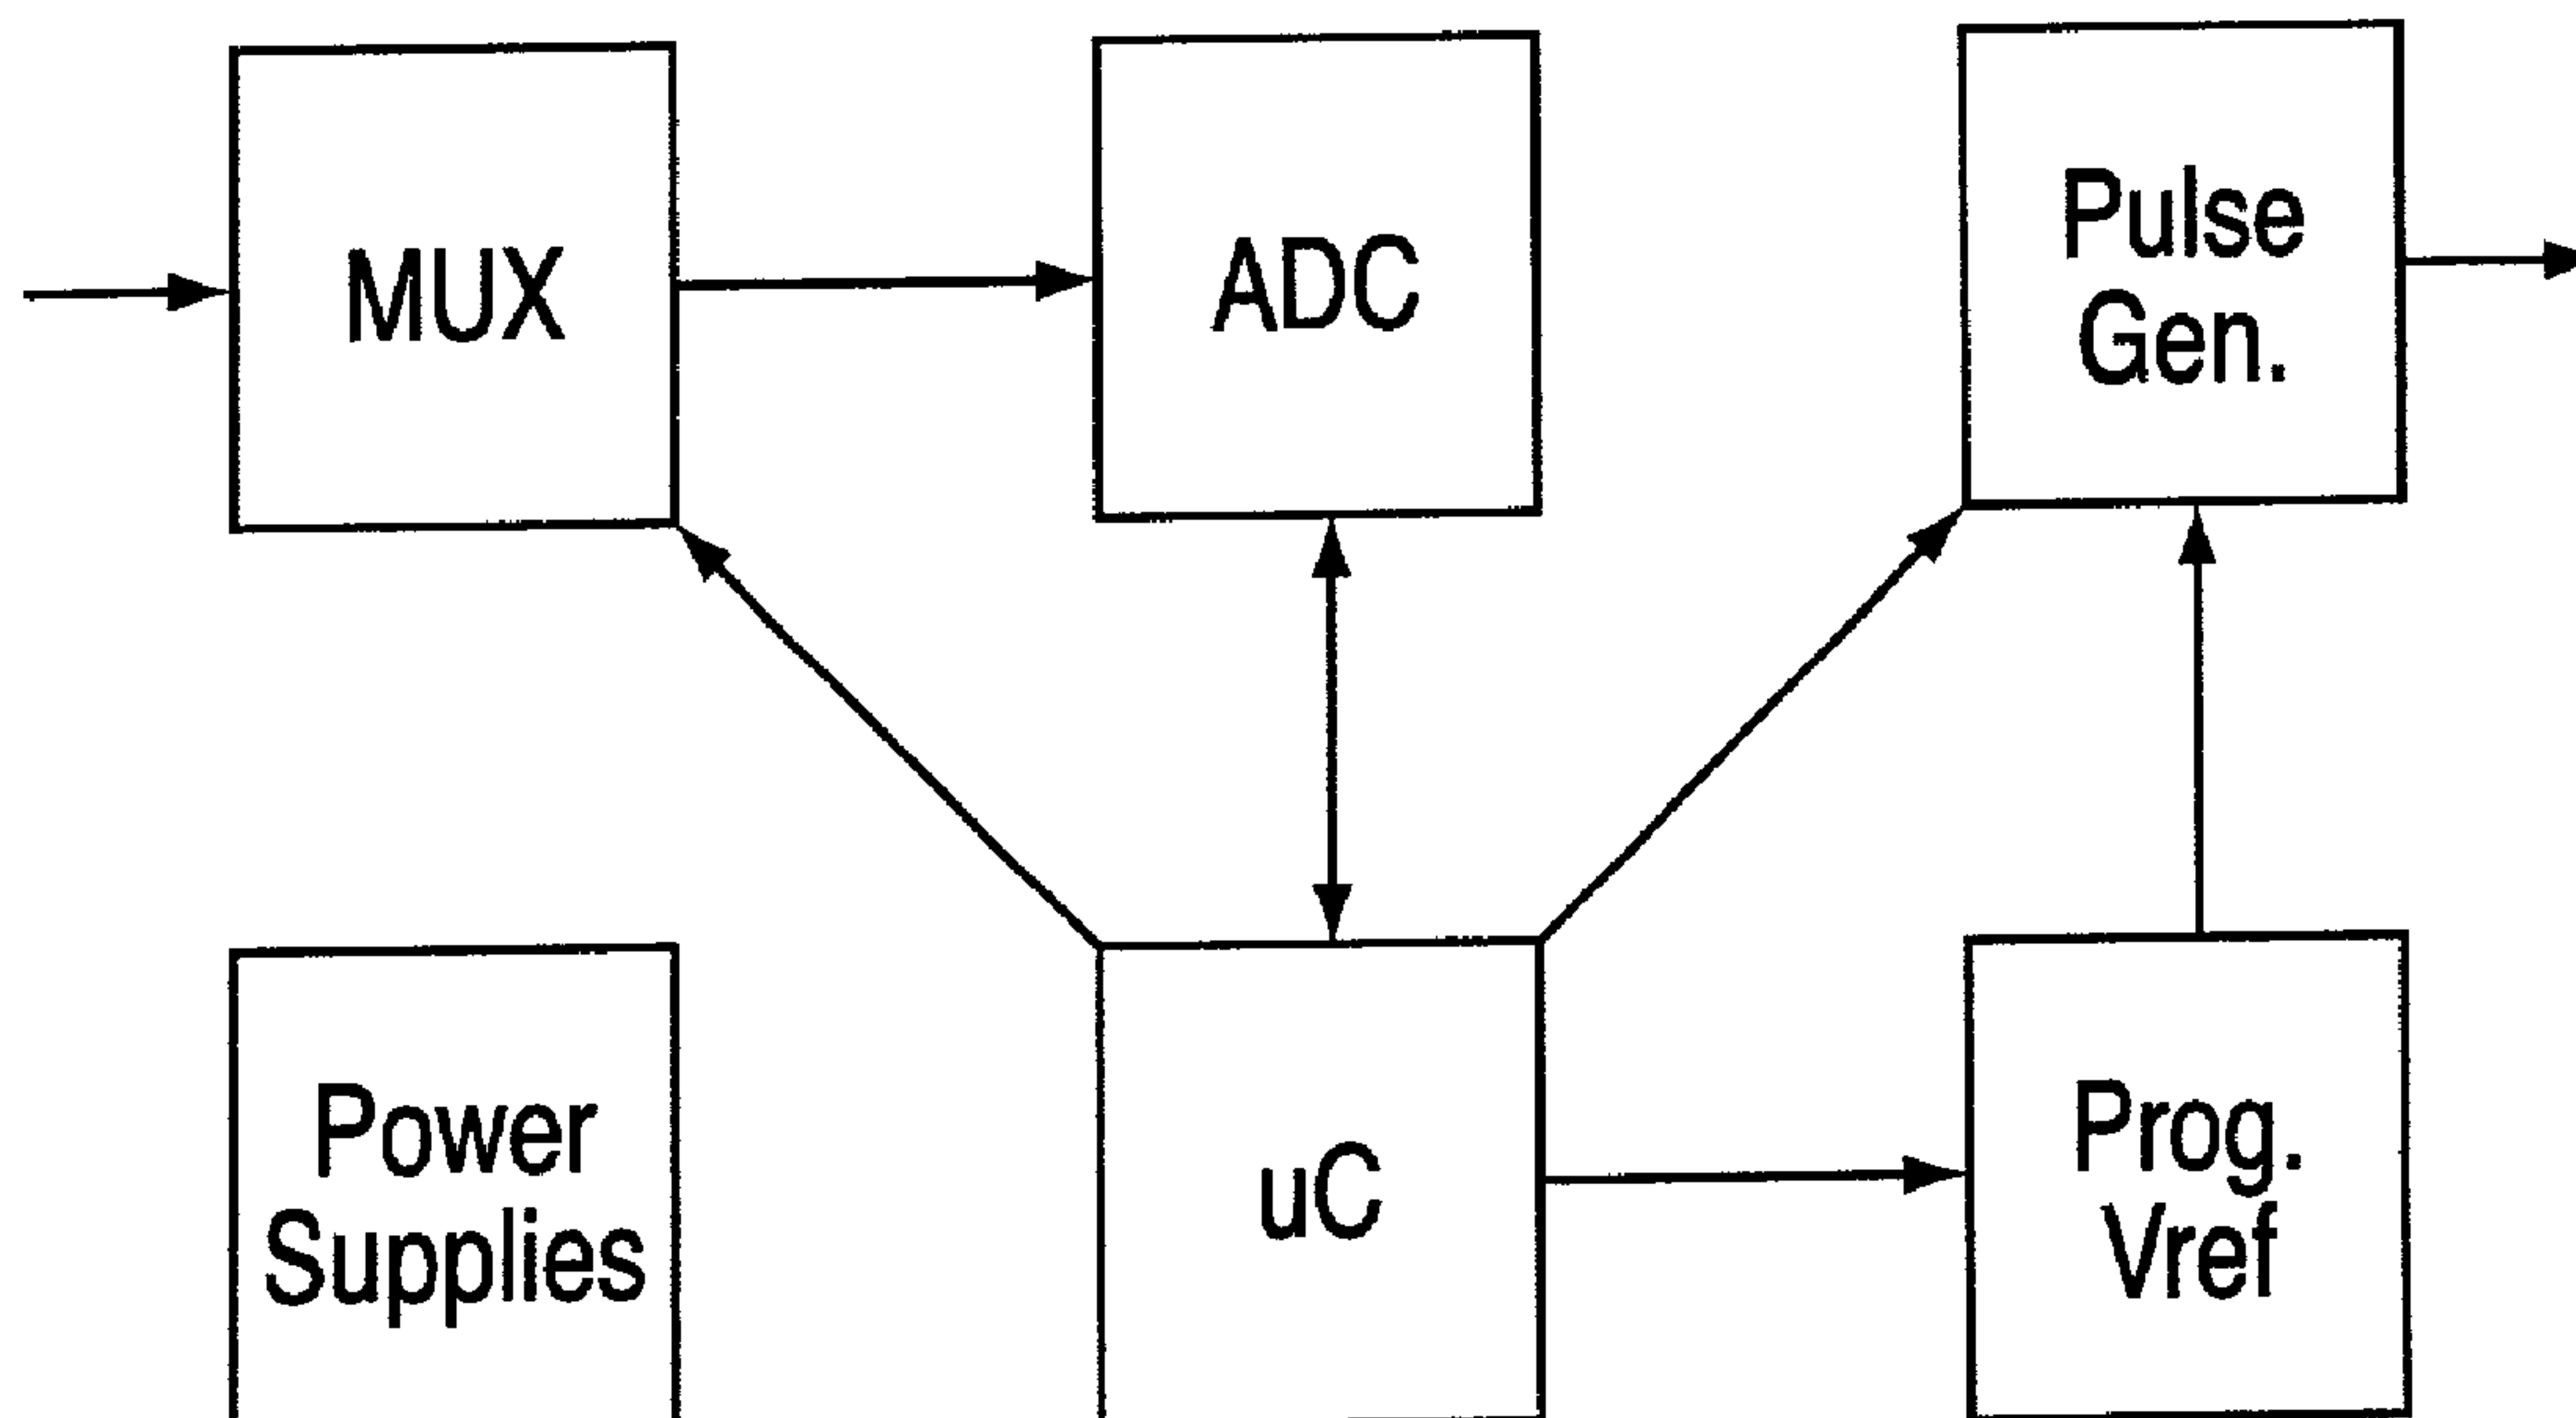 MUX
ADC
Pulse
Gen.
Power
Supplies
uC
Prog.
Vref